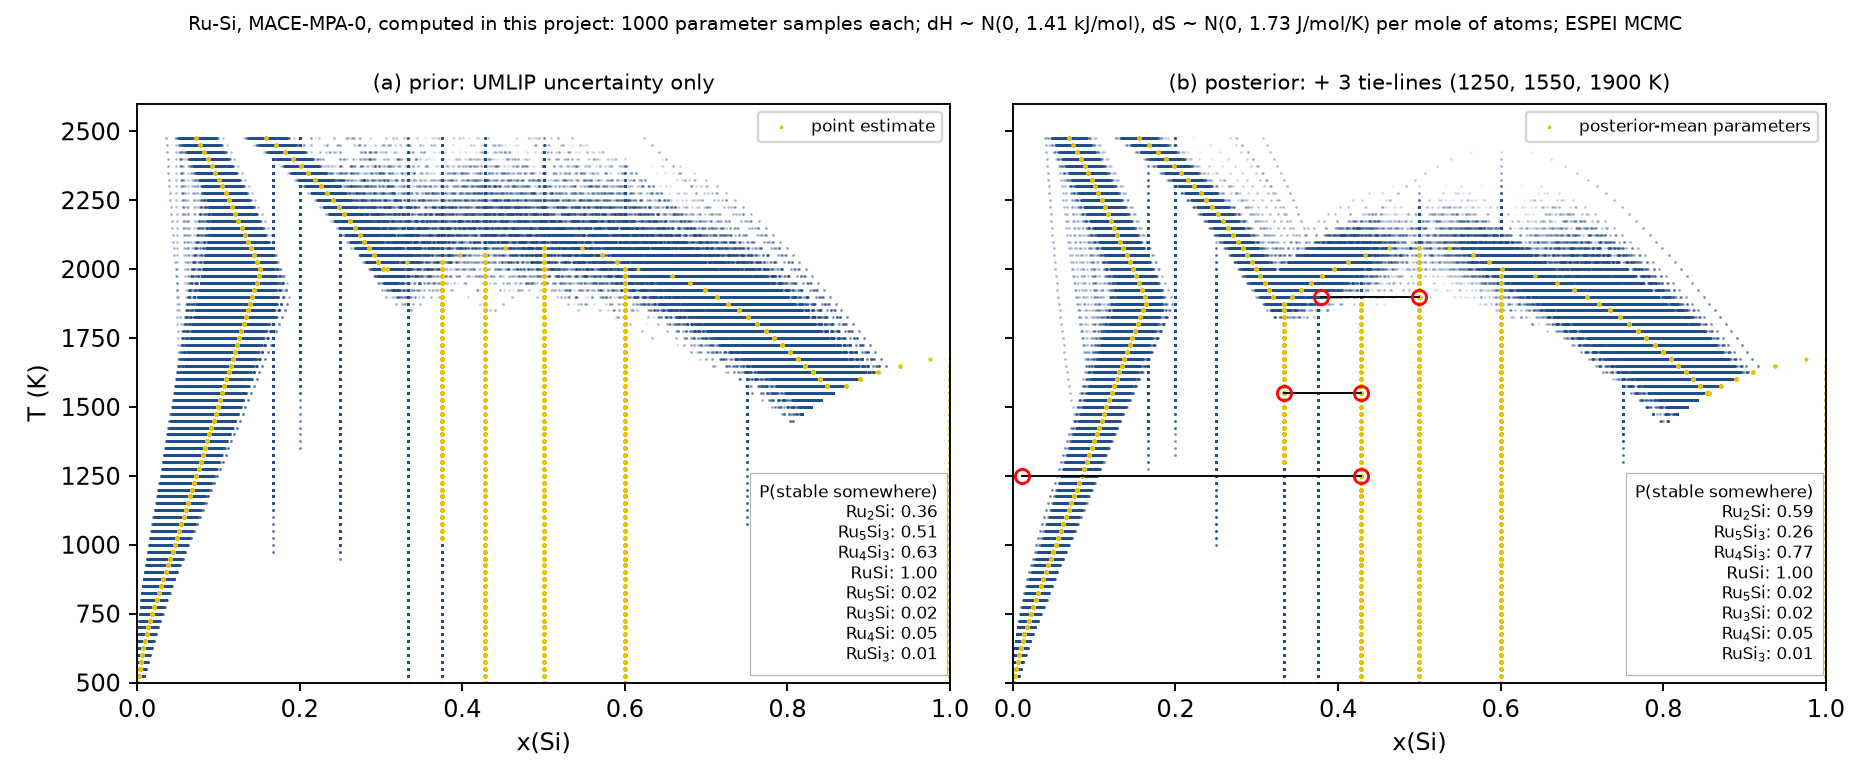 Ru-Si, MACE-MPA-0, computed in this project: 1000 parameter samples each; dH ~ N(0, 1.41 kJ/mol), dS ~ N(0, 1.73 J/mol/K) per mole of atoms; ESPEI MCMC
(a) prior: UMLIP uncertainty only
point estimate
2500
2250
2000
1750
1500
1250
1000
750
500
T (K)
P(stable somewhere)
Ru₂Si: 0.36
Ru₅Si₃: 0.51
Ru₄Si₃: 0.63
RuSi: 1.00
Ru₅Si: 0.02
Ru₃Si: 0.02
Ru₄Si: 0.05
RuSi₃: 0.01
0.0 0.2 0.4 0.6 0.8 1.0
x(Si)
(b) posterior: + 3 tie-lines (1250, 1550, 1900 K)
posterior-mean parameters
P(stable somewhere)
Ru₂Si: 0.59
Ru₅Si₃: 0.26
Ru₄Si₃: 0.77
RuSi: 1.00
Ru₅Si: 0.02
Ru₃Si: 0.02
Ru₄Si: 0.05
RuSi₃: 0.01
0.0 0.2 0.4 0.6 0.8 1.0
x(Si)